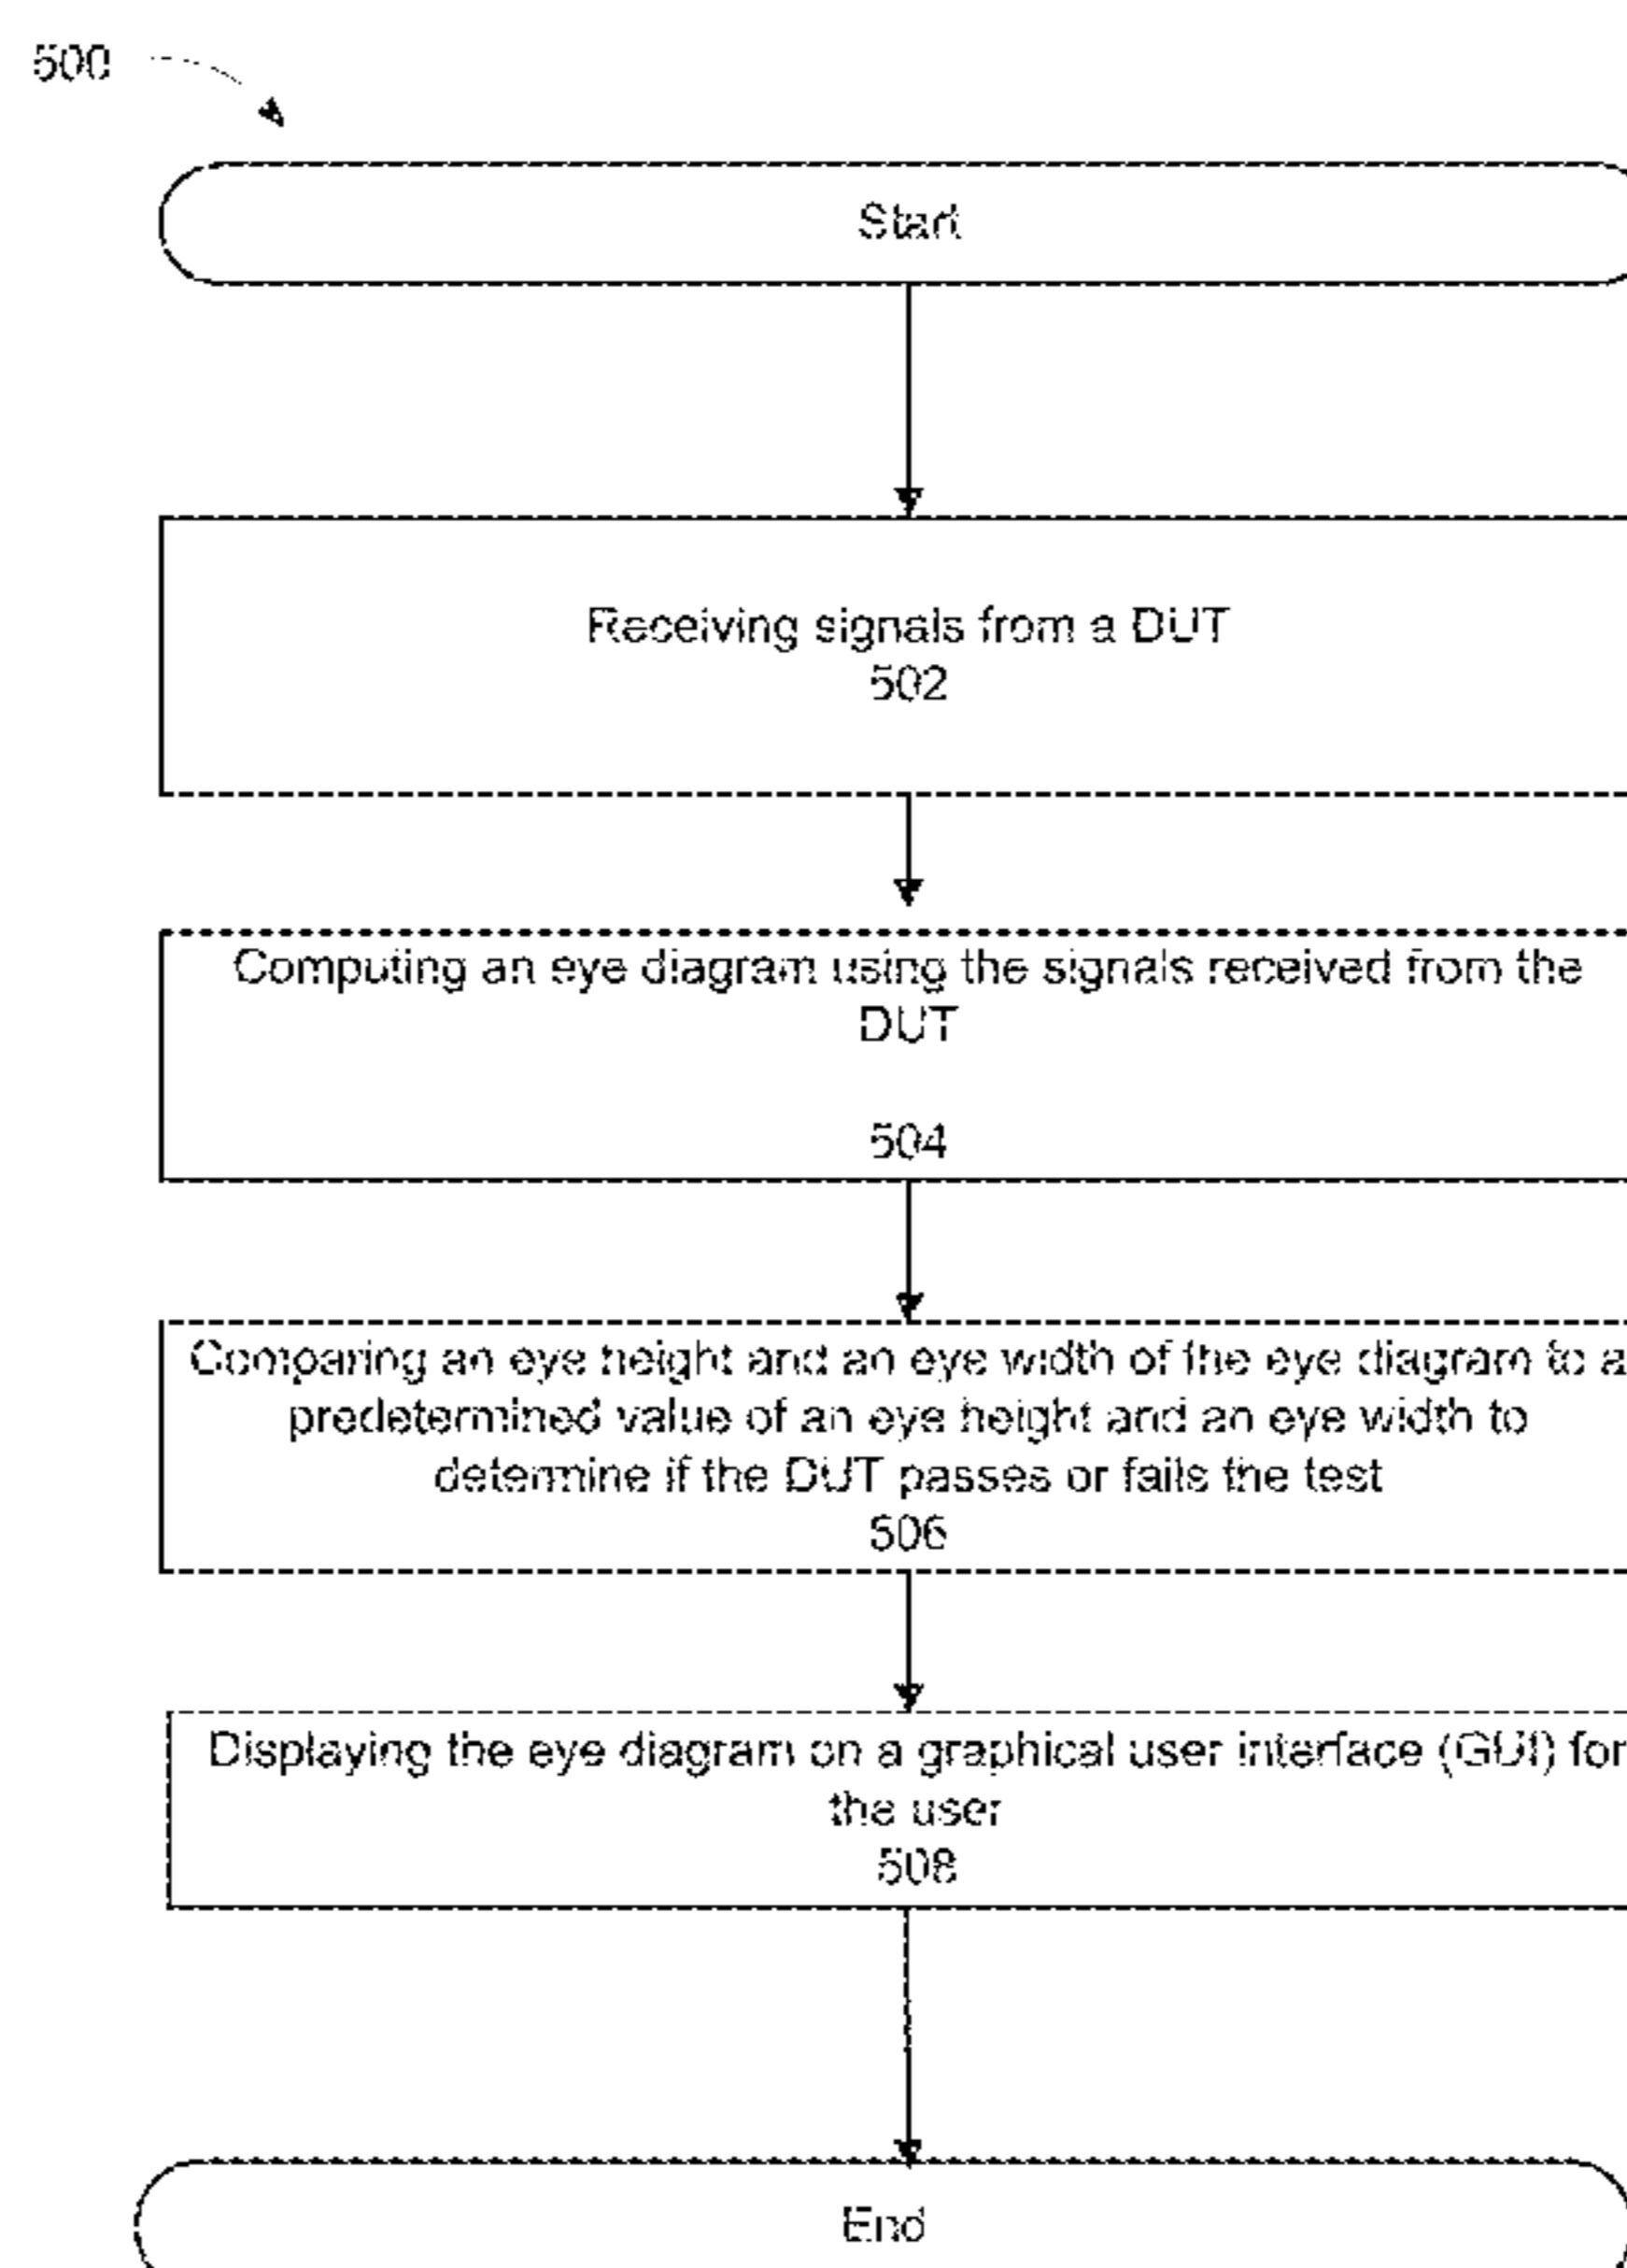 500
Start
Receiving signals from a DUT
502
Computing an eye diagram using the signals received from the
DUT
504
Comparing an eye height and an eye width of the eye diagram to a
predetermined value of an eye height and an eye width to
determine if the DUT passes or fails the test
506
Displaying the eye diagram on a graphical user interface (GUI) for
the user
508
End